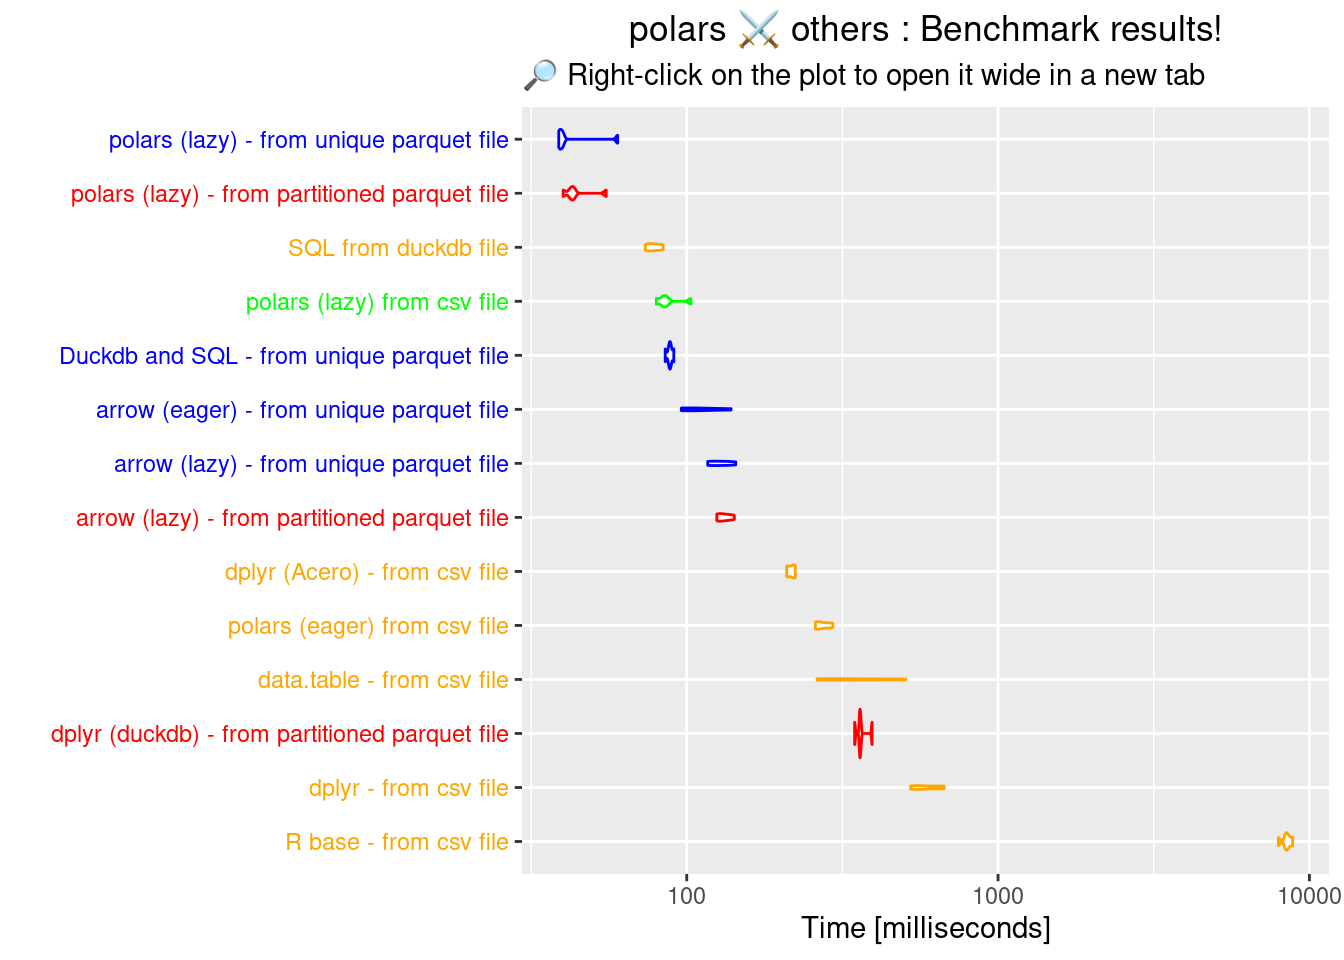 polars ⚔️ others : Benchmark results!
🔎 Right-click on the plot to open it wide in a new tab
polars (lazy) - from unique parquet file
polars (lazy) - from partitioned parquet file
SQL from duckdb file
polars (lazy) from csv file
Duckdb and SQL - from unique parquet file
arrow (eager) - from unique parquet file
arrow (lazy) - from unique parquet file
arrow (lazy) - from partitioned parquet file
dplyr (Acero) - from csv file
polars (eager) from csv file
data.table - from csv file
dplyr (duckdb) - from partitioned parquet file
dplyr - from csv file
R base - from csv file
100 1000 10000
Time [milliseconds]